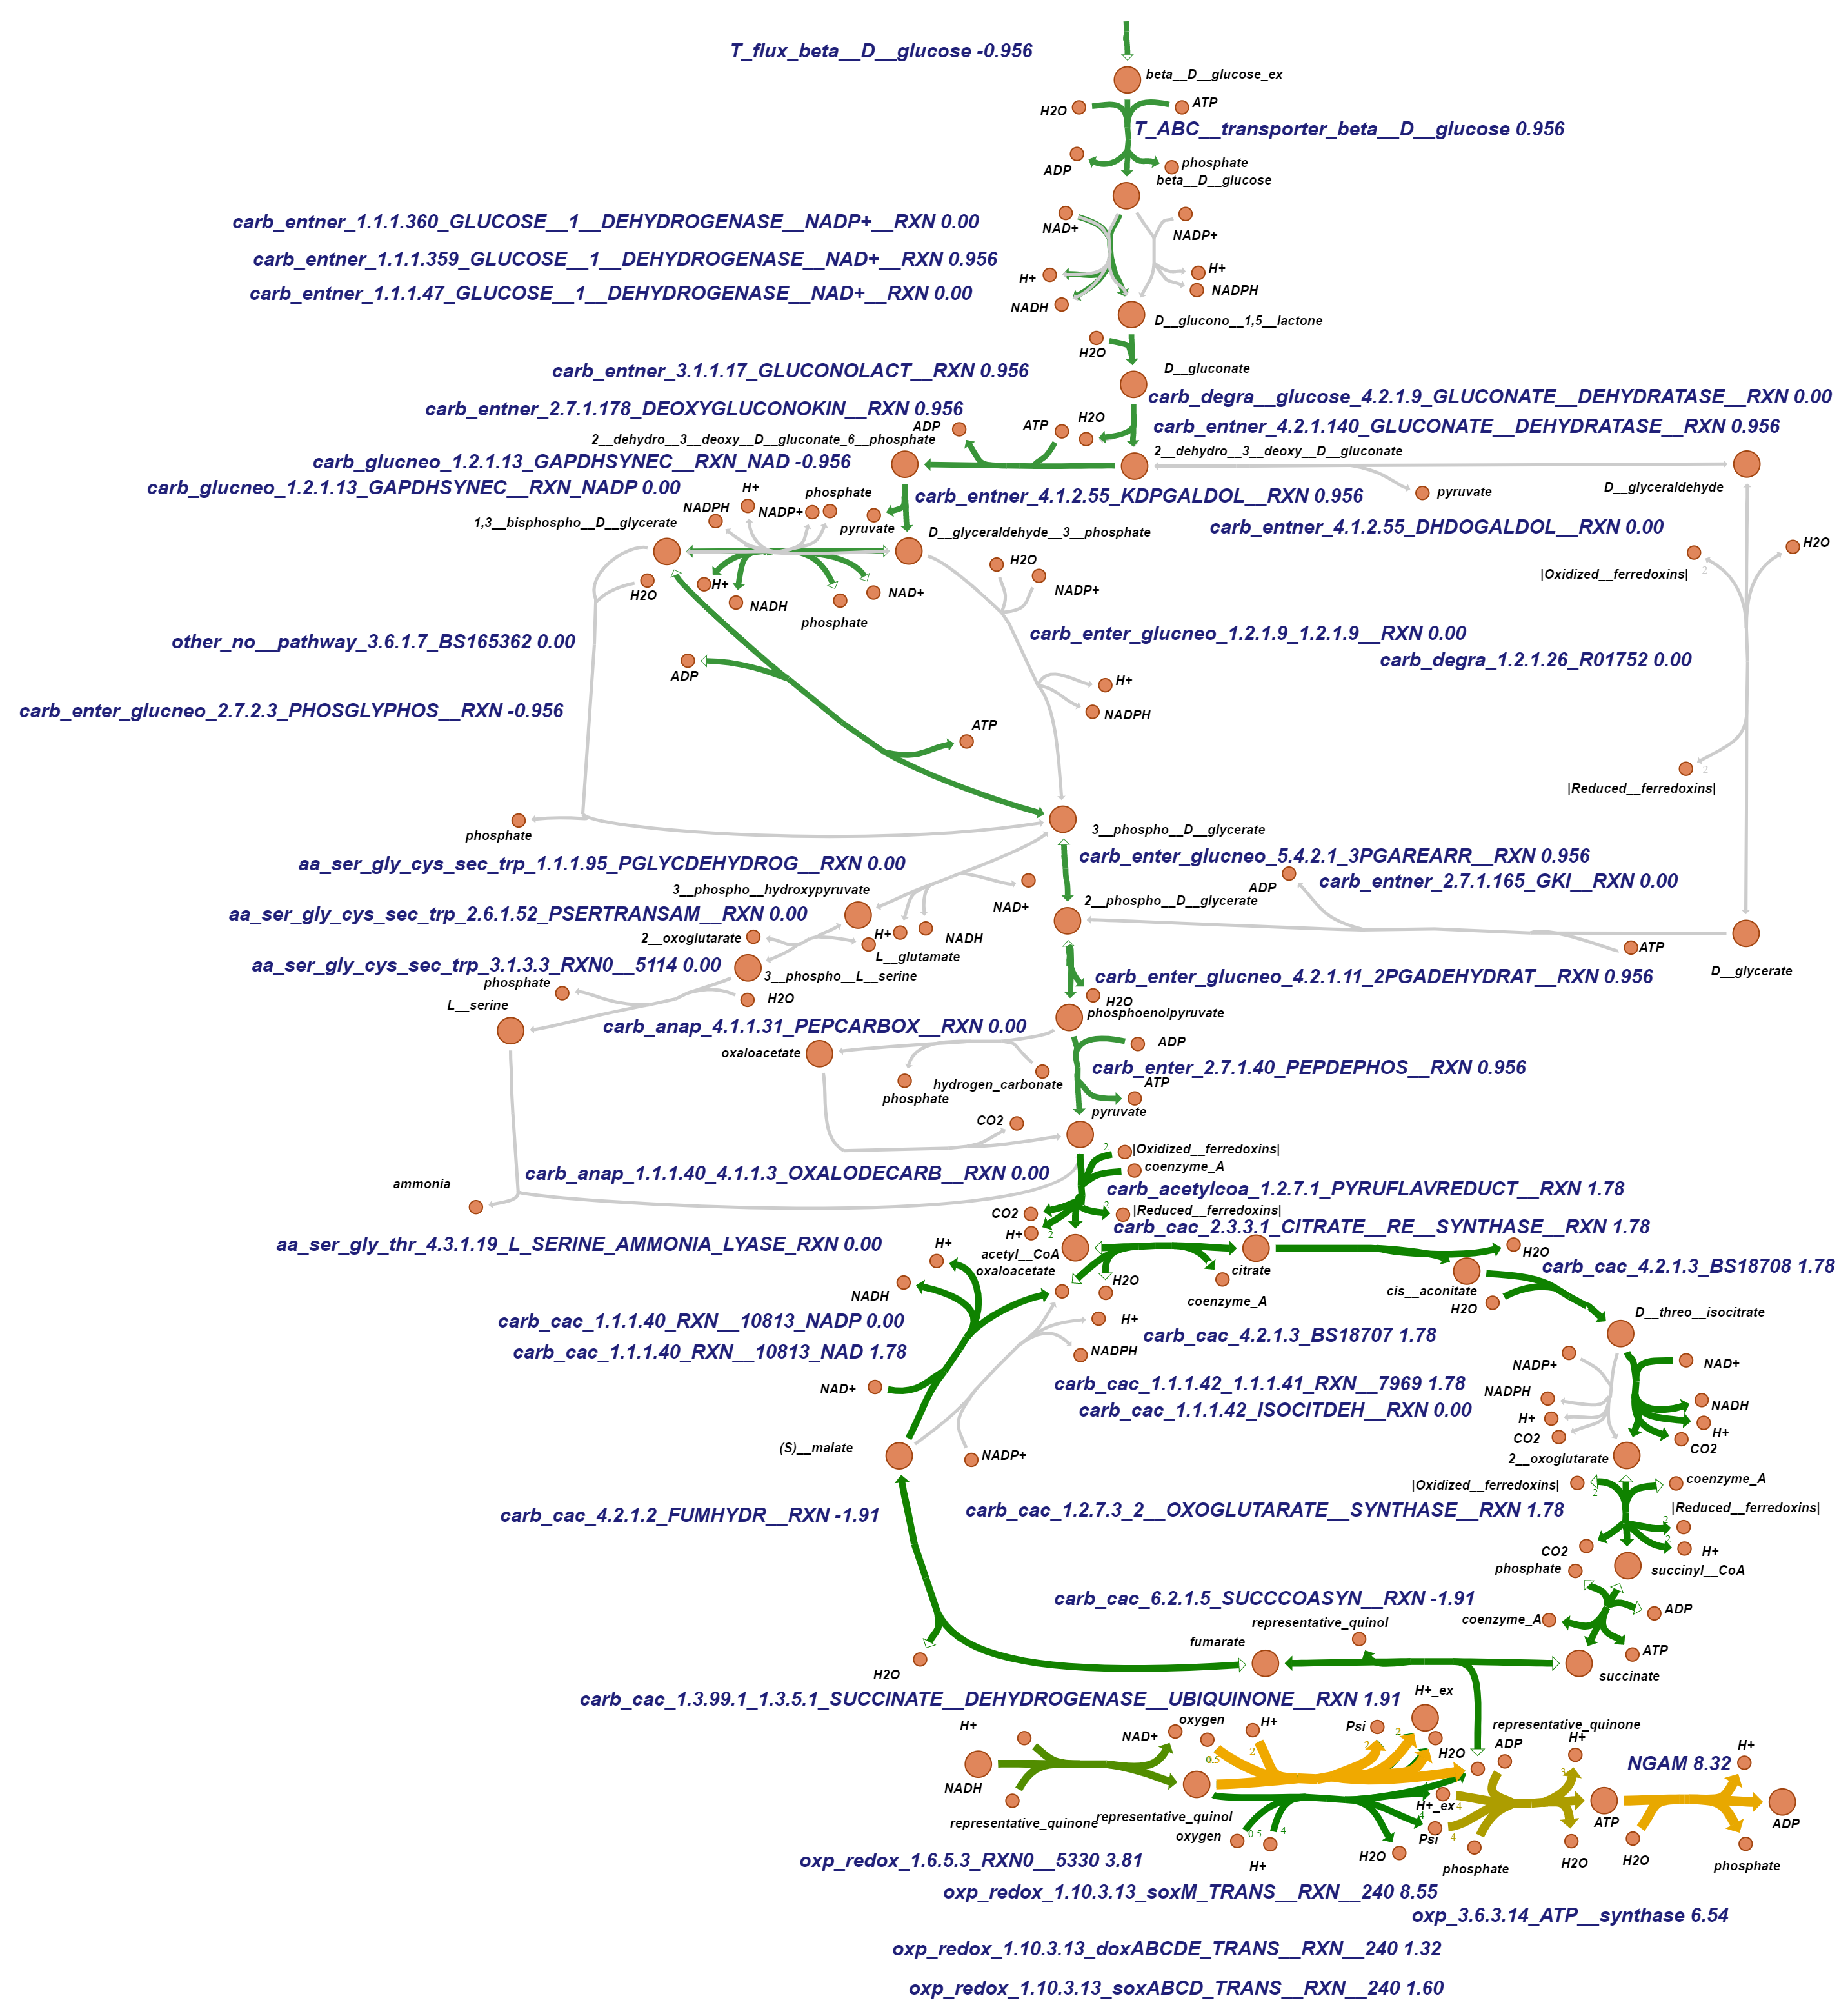 T_flux_beta__D__glucose -0.956
beta__D__glucose_ex
H2O
ATP
T_ABC__transporter_beta__D__glucose 0.956
ADP
phosphate
beta__D__glucose
carb_entner_1.1.1.360_GLUCOSE__1__DEHYDROGENASE__NADP+__RXN 0.00
NAD+
NADP+
carb_entner_1.1.1.359_GLUCOSE__1__DEHYDROGENASE__NAD+__RXN 0.956
H+
H+
carb_entner_1.1.1.47_GLUCOSE__1__DEHYDROGENASE__NAD+__RXN 0.00
NADH
NADPH
D__glucono__1,5__lactone
H2O
carb_entner_3.1.1.17_GLUCONOLACT__RXN 0.956
D__gluconate
carb_degra__glucose_4.2.1.9_GLUCONATE__DEHYDRATASE__RXN 0.00
carb_entner_2.7.1.178_DEOXYGLUCONOKIN__RXN 0.956
ADP
ATP
H2O
carb_entner_4.2.1.140_GLUCONATE__DEHYDRATASE__RXN 0.956
2__dehydro__3__deoxy__D__gluconate_6__phosphate
2__dehydro__3__deoxy__D__gluconate
carb_glucneo_1.2.1.13_GAPDHSYNEC__RXN_NAD -0.956
carb_glucneo_1.2.1.13_GAPDHSYNEC__RXN_NADP 0.00
H+
phosphate
carb_entner_4.1.2.55_KDPGALDOL__RXN 0.956
pyruvate
D__glyceraldehyde
NADPH
NADP+
1,3__bisphospho__D__glycerate
pyruvate
D__glyceraldehyde__3__phosphate
carb_entner_4.1.2.55_DHDOGALDOL__RXN 0.00
H2O
H2O
|Oxidized__ferredoxins|
2
H2O
H+
NADH
NAD+
NADP+
phosphate
other_no__pathway_3.6.1.7_BS165362 0.00
carb_enter_glucneo_1.2.1.9_1.2.1.9__RXN 0.00
carb_degra_1.2.1.26_R01752 0.00
ADP
H+
carb_enter_glucneo_2.7.2.3_PHOSGLYPHOS__RXN -0.956
NADPH
ATP
2
|Reduced__ferredoxins|
phosphate
3__phospho__D__glycerate
aa_ser_gly_cys_sec_trp_1.1.1.95_PGLYCDEHYDROG__RXN 0.00
carb_enter_glucneo_5.4.2.1_3PGAREARR__RXN 0.956
3__phospho__hydroxypyruvate
ADP
carb_entner_2.7.1.165_GKI__RXN 0.00
aa_ser_gly_cys_sec_trp_2.6.1.52_PSERTRANSAM__RXN 0.00
NAD+
2__phospho__D__glycerate
2__oxoglutarate
H+
NADH
ATP
aa_ser_gly_cys_sec_trp_3.1.3.3_RXN0__5114 0.00
L__glutamate
D__glycerate
phosphate
3__phospho__L__serine
carb_enter_glucneo_4.2.1.11_2PGADEHYDRAT__RXN 0.956
L__serine
H2O
H2O
phosphoenolpyruvate
carb_anap_4.1.1.31_PEPCARBOX__RXN 0.00
oxaloacetate
ADP
carb_enter_2.7.1.40_PEPDEPHOS__RXN 0.956
phosphate
hydrogen_carbonate
ATP
pyruvate
CO2
2
|Oxidized__ferredoxins|
coenzyme_A
carb_anap_1.1.1.40_4.1.1.3_OXALODECARB__RXN 0.00
ammonia
carb_acetylcoa_1.2.7.1_PYRUFLAVREDUCT__RXN 1.78
CO2
2
|Reduced__ferredoxins|
H+
2
carb_cac_2.3.3.1_CITRATE__RE__SYNTHASE__RXN 1.78
aa_ser_gly_thr_4.3.1.19_L_SERINE_AMMONIA_LYASE_RXN 0.00
H+
acetyl__CoA
H2O
oxaloacetate
H2O
citrate
carb_cac_4.2.1.3_BS18708 1.78
NADH
coenzyme_A
cis__aconitate
H2O
D__threo__isocitrate
carb_cac_1.1.1.40_RXN__10813_NADP 0.00
H+
carb_cac_4.2.1.3_BS18707 1.78
carb_cac_1.1.1.40_RXN__10813_NAD 1.78
NADPH
NADP+
NAD+
NAD+
carb_cac_1.1.1.42_1.1.1.41_RXN__7969 1.78
NADPH
NADH
carb_cac_1.1.1.42_ISOCITDEH__RXN 0.00
H+
H+
CO2
CO2
(S)__malate
NADP+
2__oxoglutarate
|Oxidized__ferredoxins|
2
coenzyme_A
carb_cac_4.2.1.2_FUMHYDR__RXN -1.91
carb_cac_1.2.7.3_2__OXOGLUTARATE__SYNTHASE__RXN 1.78
|Reduced__ferredoxins|
2
2
CO2
H+
phosphate
succinyl__CoA
carb_cac_6.2.1.5_SUCCCOASYN__RXN -1.91
representative_quinol
coenzyme_A
ADP
fumarate
ATP
H2O
succinate
carb_cac_1.3.99.1_1.3.5.1_SUCCINATE__DEHYDROGENASE__UBIQUINONE__RXN 1.91
H+_ex
H+
NAD+
oxygen
H+
Psi
2
representative_quinone
0.5
2
2
H2O
ADP
H+
NGAM 8.32
H+
NADH
3
representative_quinone
representative_quinol
H+_ex
4
4
ATP
ADP
oxygen
0.5
4
Psi
4
H+
H2O
phosphate
H2O
H2O
phosphate
oxp_redox_1.6.5.3_RXN0__5330 3.81
oxp_redox_1.10.3.13_soxM_TRANS__RXN__240 8.55
oxp_3.6.3.14_ATP__synthase 6.54
oxp_redox_1.10.3.13_doxABCDE_TRANS__RXN__240 1.32
oxp_redox_1.10.3.13_soxABCD_TRANS__RXN__240 1.60